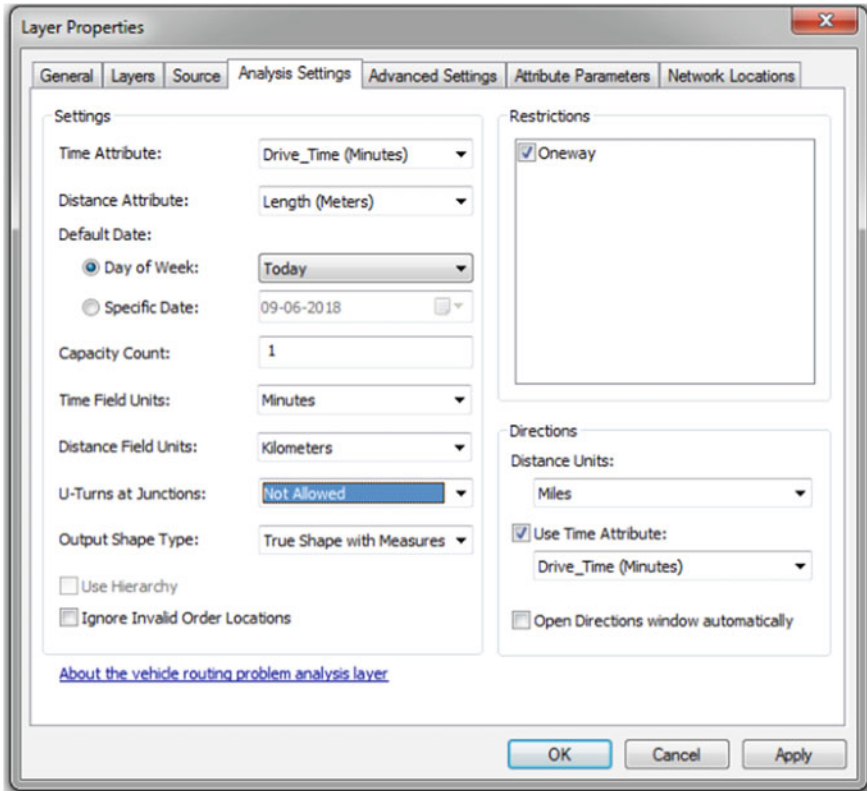 Layer Properties
General Layers Source Analysis Settings Advanced Settings Attribute Parameters Network Locations
Settings
Time Attribute: Drive_Time (Minutes)
Distance Attribute: Length (Meters)
Default Date:
Day of Week: Today
Specific Date: 09-06-2018
Capacity Count: 1
Time Field Units: Minutes
Distance Field Units: Kilometers
U-Turns at Junctions: Not Allowed
Output Shape Type: True Shape with Measures
Use Hierarchy
Ignore Invalid Order Locations
About the vehicle routing problem analysis layer
Restrictions
Oneway
Directions
Distance Units:
Miles
Use Time Attribute:
Drive_Time (Minutes)
Open Directions window automatically
OK Cancel Apply